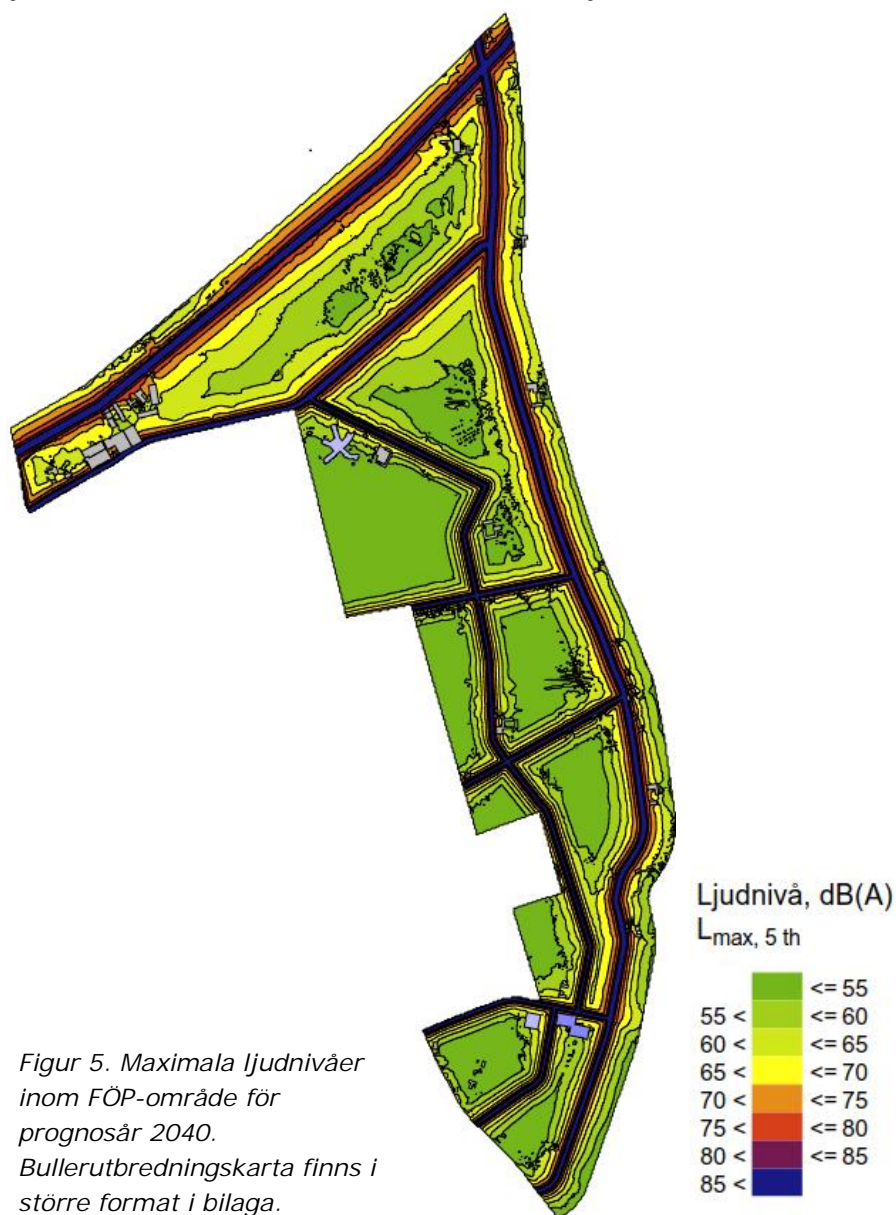 Ljudnivå, dB(A)
Lmax, 5 th
<= 55
55 < <= 60
60 < <= 65
65 < <= 70
70 < <= 75
75 < <= 80
80 < <= 85
85 <
Figur 5. Maximala ljudnivåer
inom FÖP-område för
prognosår 2040.
Bullerutbredningskarta finns i
större format i bilaga.